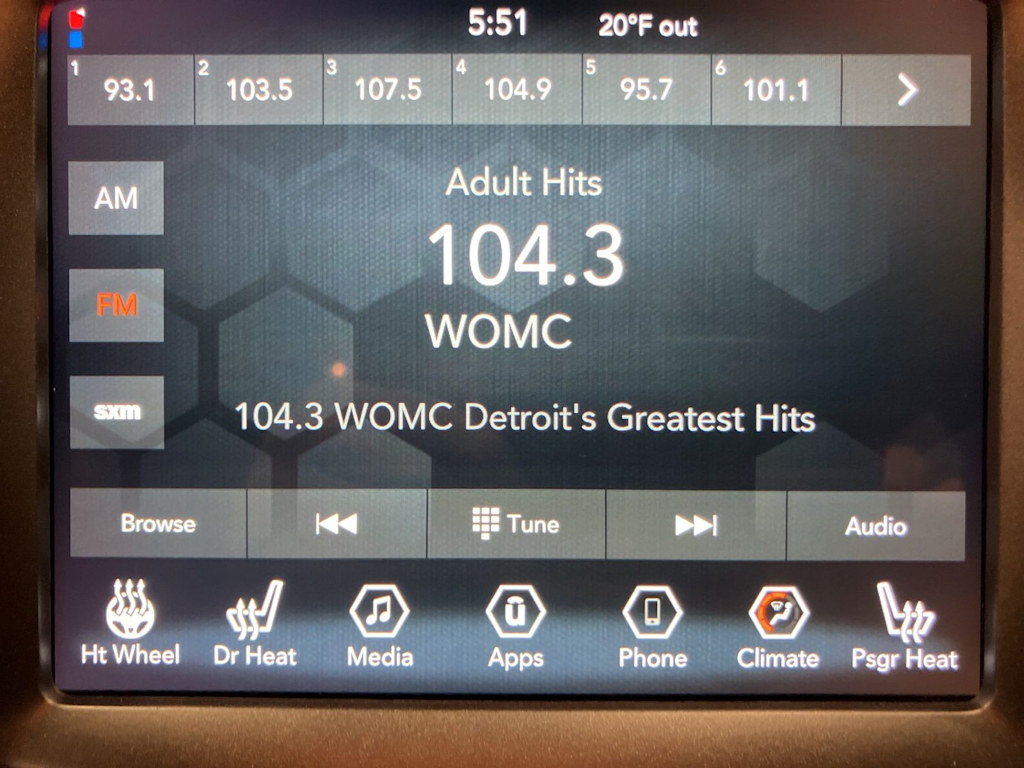 5:51 20°F out
1 93.1 2 103.5 3 107.5 4 104.9 5 95.7 6 101.1
AM
Adult Hits
104.3
FM
WOMC
sxm
104.3 WOMC Detroit's Greatest Hits
Browse Tune Audio
Ht Wheel Dr Heat Media Apps Phone Climate Psgr Heat